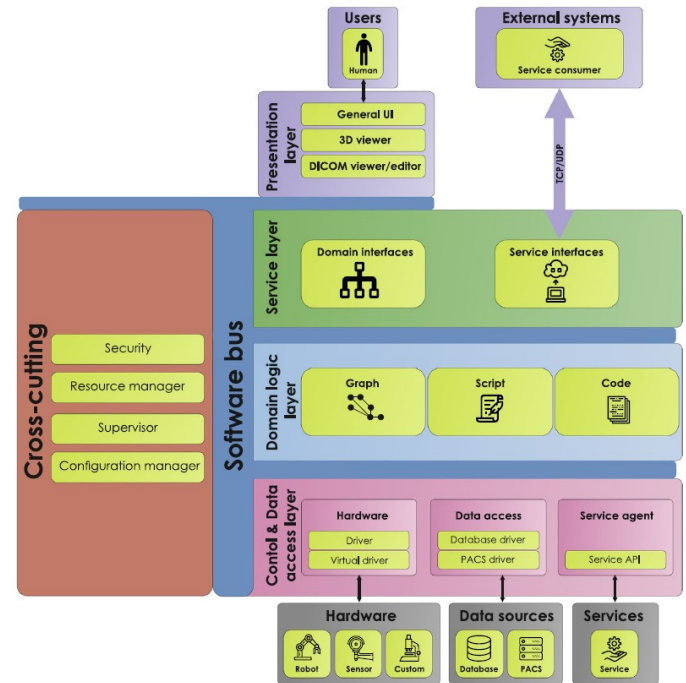 Users
Human
External systems
Service consumer
Presentation
layer
General UI
3D viewer
DICOM viewer/editor
TCP/UDP
Cross-cutting
Security
Resource manager
Supervisor
Configuration manager
Software bus
Service layer
Domain interfaces
Service interfaces
Domain logic
layer
Graph
Script
Code
Contol & Data
access layer
Hardware
Driver
Virtual driver
Data access
Database driver
PACS driver
Service agent
Service API
Hardware
Robot
Sensor
Custom
Data sources
Database
PACS
Services
Service